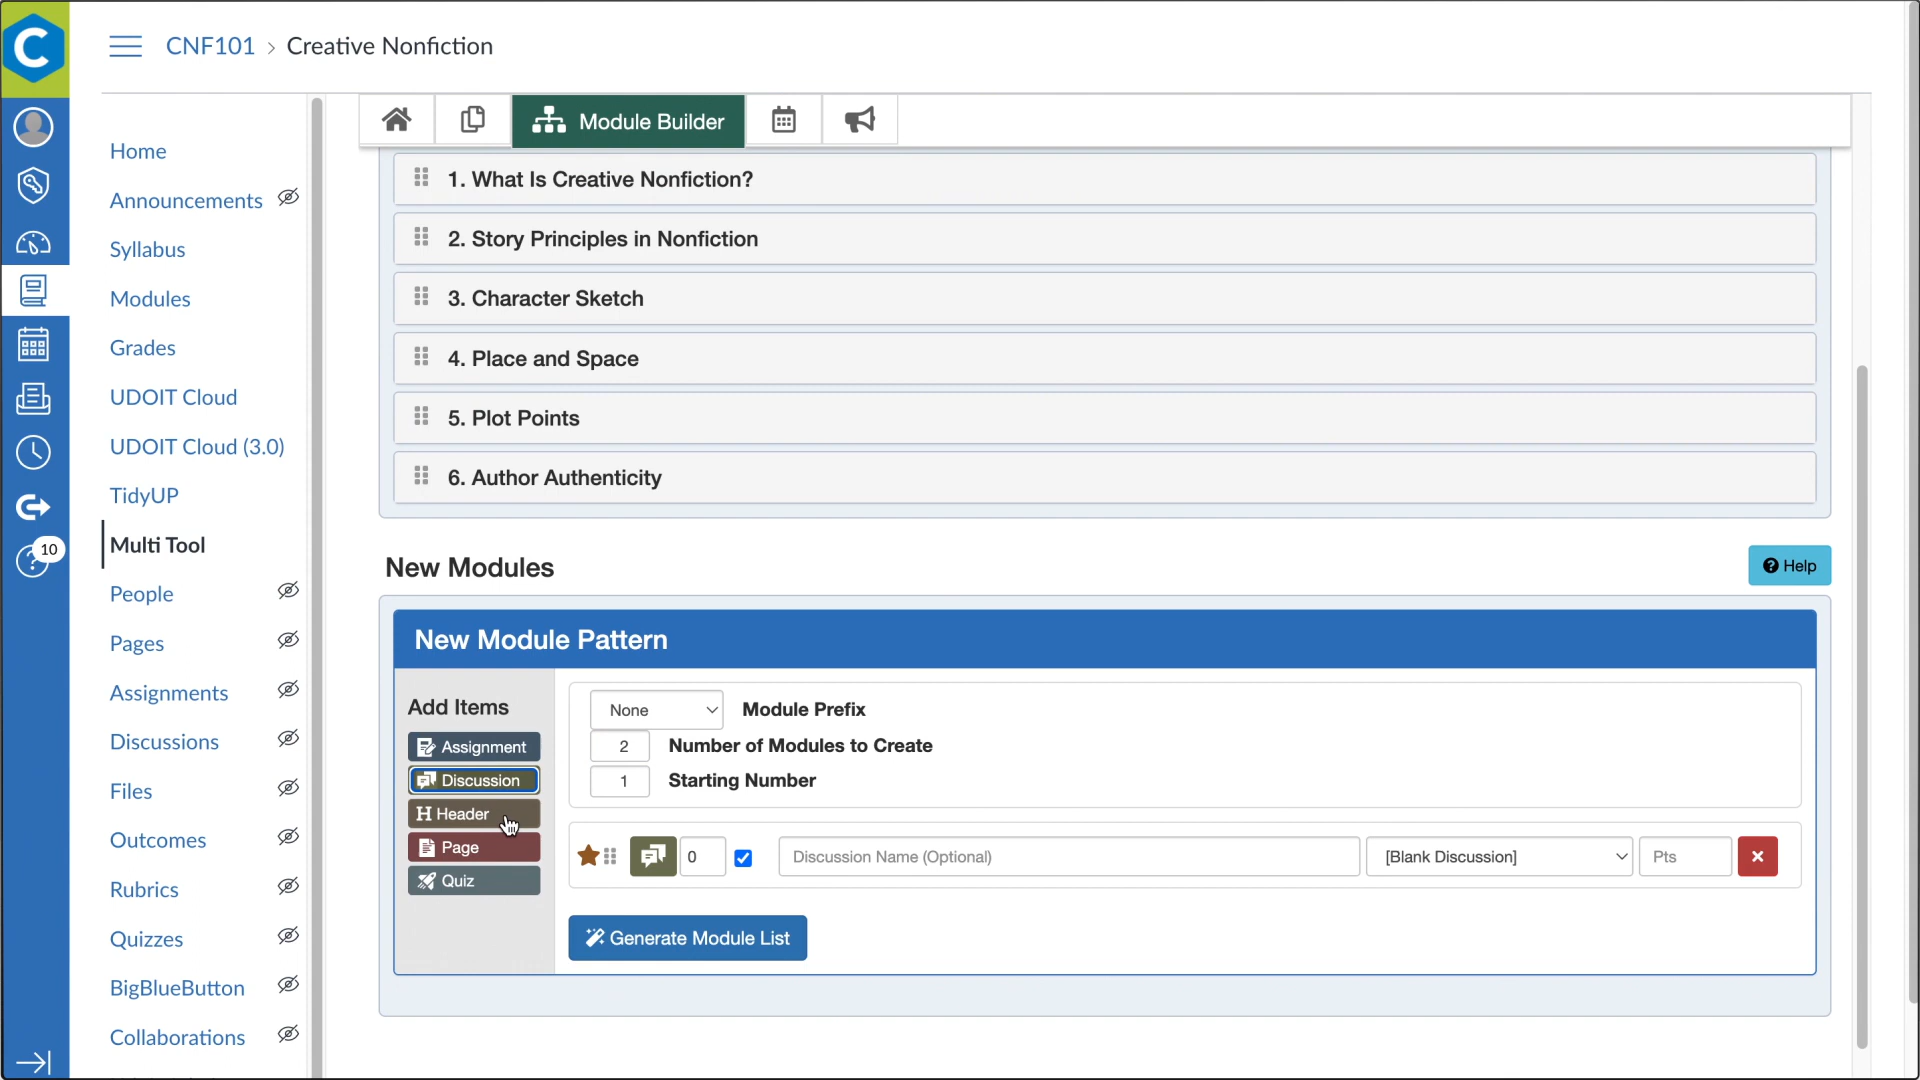 C
CNF101 > Creative Nonfiction
Module Builder
Home
Announcements
Syllabus
Modules
Grades
UDOIT Cloud
UDOIT Cloud (3.0)
TidyUP
Multi Tool
People
Pages
Assignments
Discussions
Files
Outcomes
Rubrics
Quizzes
BigBlueButton
Collaborations
10
1. What Is Creative Nonfiction?
2. Story Principles in Nonfiction
3. Character Sketch
4. Place and Space
5. Plot Points
6. Author Authenticity
New Modules
? Help
New Module Pattern
Add Items
Assignment
Discussion
H Header
Page
Quiz
None Module Prefix
2 Number of Modules to Create
1 Starting Number
0 Discussion Name (Optional) [Blank Discussion] Pts
Generate Module List